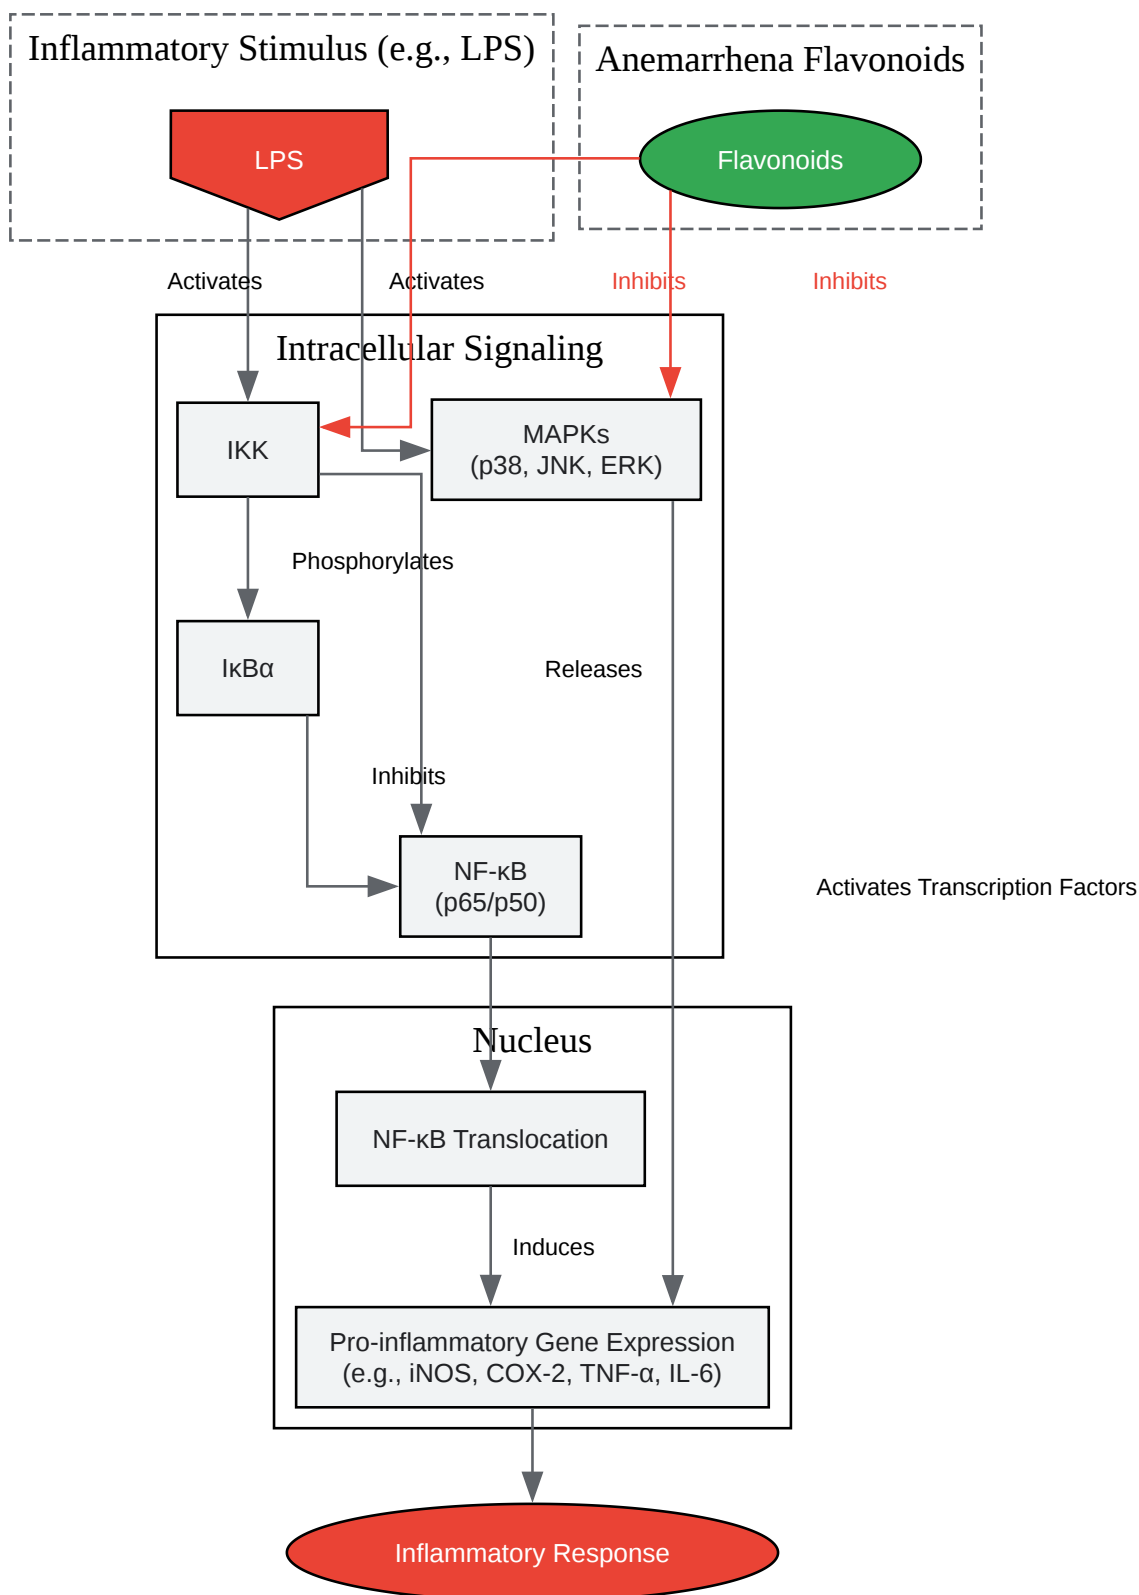 Inflammatory Stimulus (e.g., LPS)
Anemarrhena Flavonoids
LPS
Flavonoids
Activates
Activates
Inhibits
Inhibits
Intracellular Signaling
IKK
MAPKs
(p38, JNK, ERK)
Phosphorylates
IκBα
Releases
Inhibits
NF-κB
(p65/p50)
Activates Transcription Factors
Nucleus
NF-κB Translocation
Induces
Pro-inflammatory Gene Expression
(e.g., iNOS, COX-2, TNF-α, IL-6)
Inflammatory Response